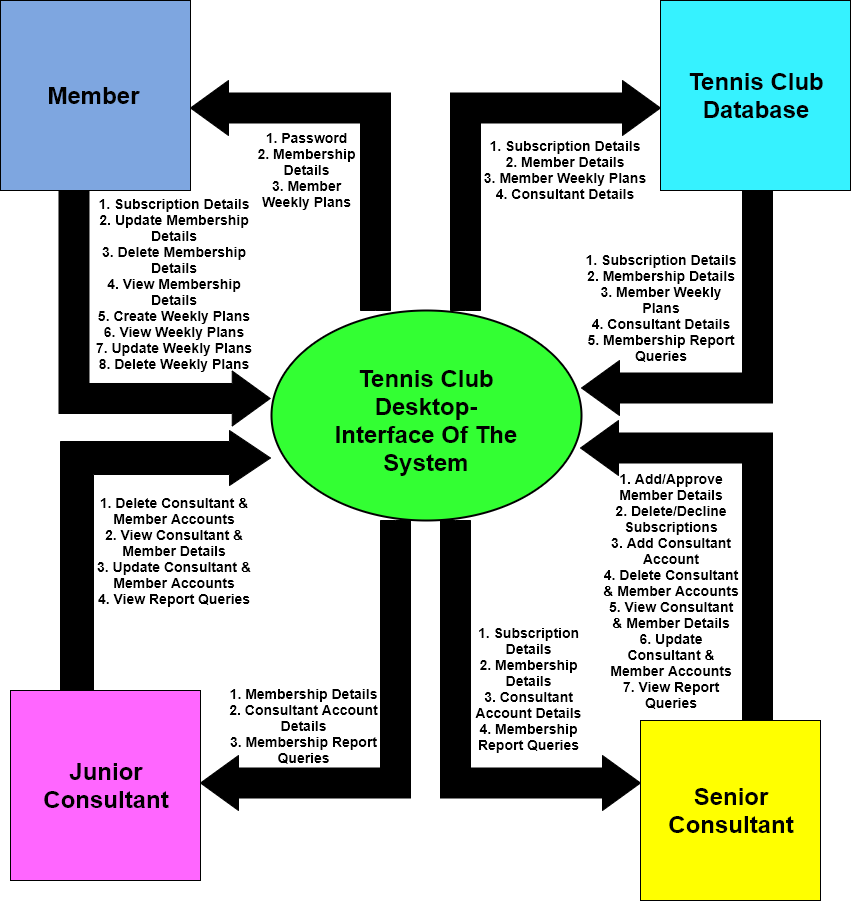 Member
Tennis Club
Database
1. Password
2. Membership
Details
3. Member
Weekly Plans
1. Subscription Details
2. Member Details
3. Member Weekly Plans
4. Consultant Details
1. Subscription Details
2. Update Membership
Details
3. Delete Membership
Details
4. View Membership
Details
5. Create Weekly Plans
6. View Weekly Plans
7. Update Weekly Plans
8. Delete Weekly Plans
1. Subscription Details
2. Membership Details
3. Member Weekly
Plans
4. Consultant Details
5. Membership Report
Queries
Tennis Club
Desktop-
Interface Of The
System
1. Delete Consultant &
Member Accounts
2. View Consultant &
Member Details
3. Update Consultant &
Member Accounts
4. View Report Queries
1. Add/Approve
Member Details
2. Delete/Decline
Subscriptions
3. Add Consultant
Account
4. Delete Consultant
& Member Accounts
5. View Consultant
& Member Details
6. Update
Consultant &
Member Accounts
7. View Report
Queries
1. Membership Details
2. Consultant Account
Details
3. Membership Report
Queries
1. Subscription
Details
2. Membership
Details
3. Consultant
Account Details
4. Membership
Report Queries
Junior
Consultant
Senior
Consultant